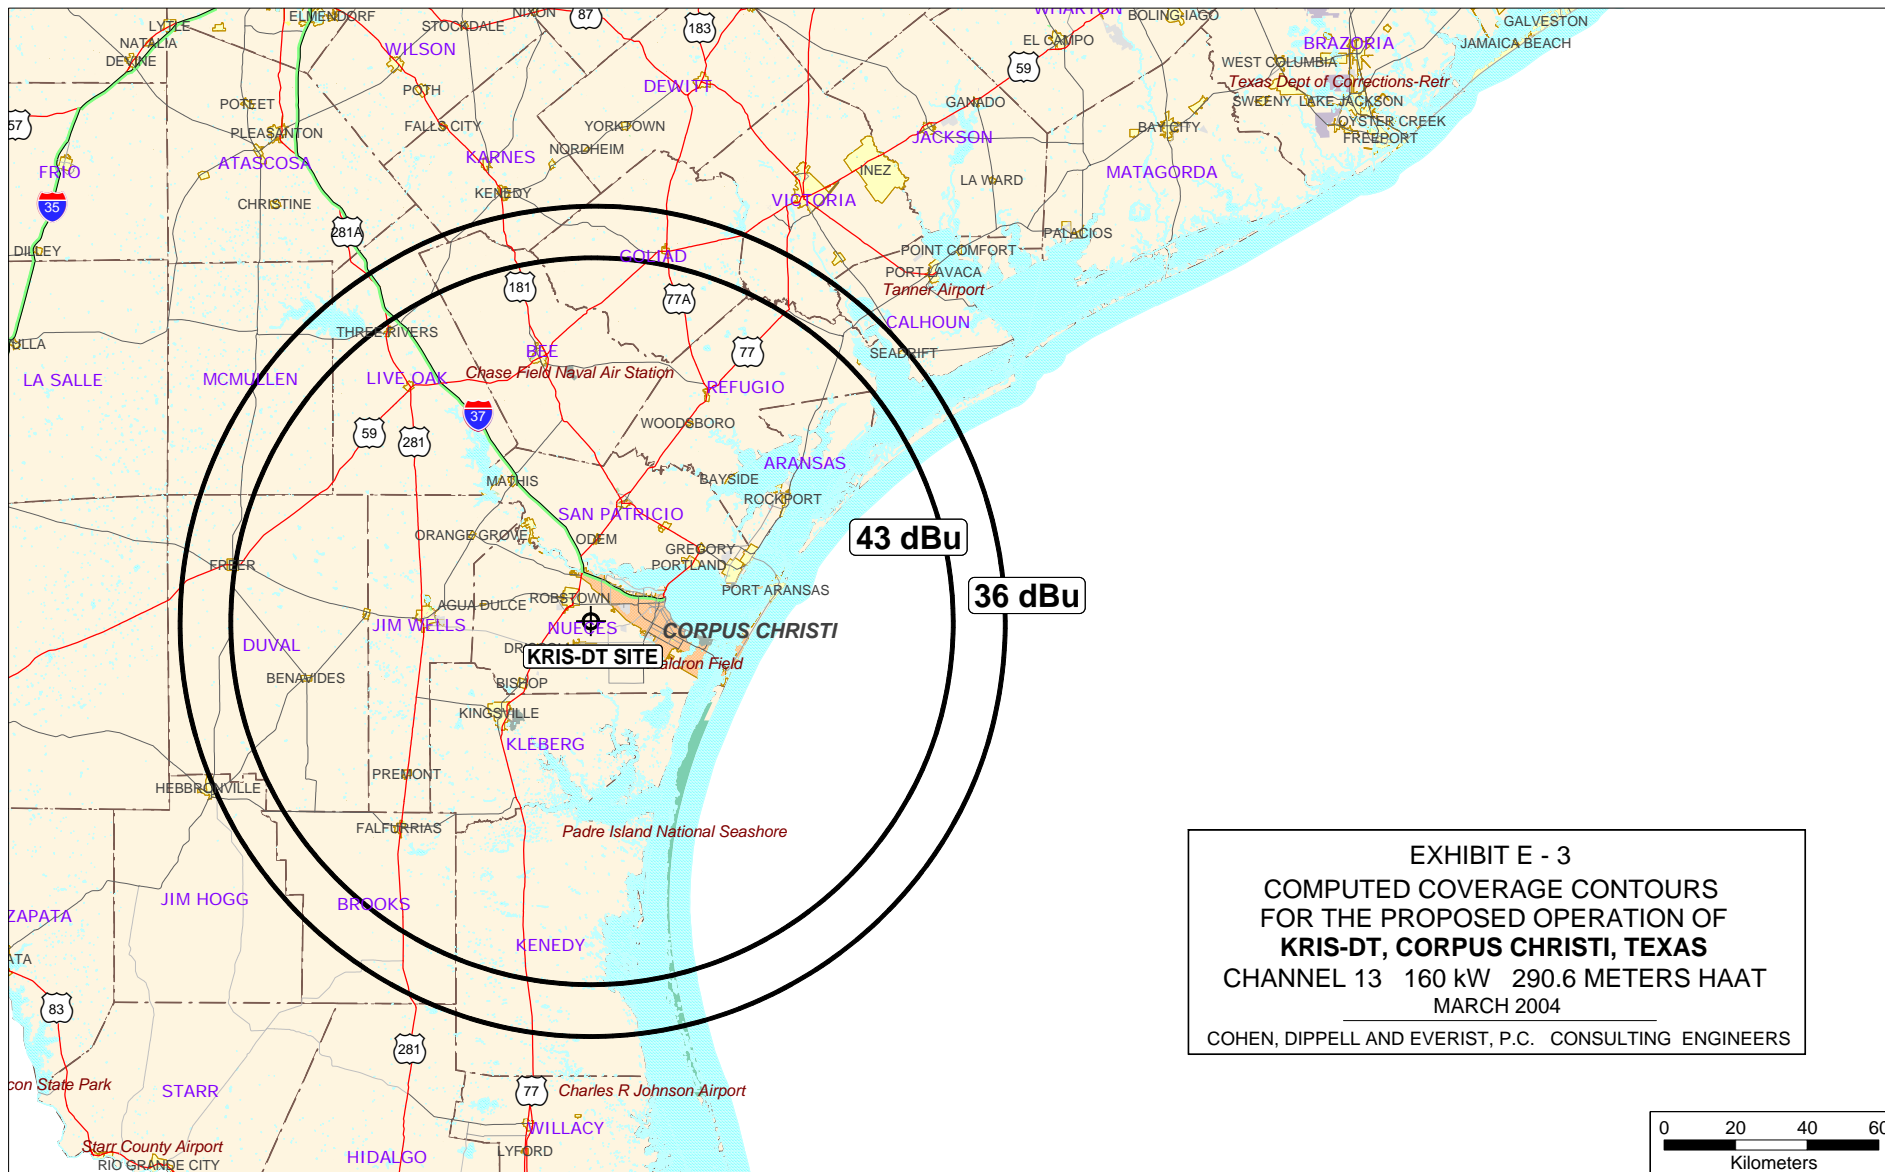 LYTLE
ELMENDORF
STOCKDALE
NIXON
87
183
WHARTON
BOLING-IAGO
GALVESTON
NATALIA
WILSON
EL CAMPO
BRAZORIA
JAMAICA BEACH
DEVINE
59
WEST COLUMBIA
POTH
DEWITT
Texas Dept of Corrections-Retr
POTEET
GANADO
SWEENY
LAKE JACKSON
57
PLEASANTON
FALLS CITY
YORKTOWN
JACKSON
BAY CITY
OYSTER CREEK
FREEPORT
FRIO
ATASCOSA
KARNES
NORDHEIM
INEZ
LA WARD
MATAGORDA
35
CHRISTINE
KENEDY
VICTORIA
281A
PALACIOS
DILLEY
GOLIAD
POINT COMFORT
PORT LAVACA
181
77A
Tanner Airport
THREE RIVERS
CALHOUN
ULLA
BEE
77
SEADRIFT
LA SALLE
MCMULLEN
LIVE OAK
Chase Field Naval Air Station
REFUGIO
37
59
281
WOODSBORO
ARANSAS
MATHIS
BAYSIDE
ROCKPORT
SAN PATRICIO
ORANGE GROVE
ODEM
43 dBu
GREGORY
FREER
PORTLAND
PORT ARANSAS
36 dBu
AGUA DULCE
ROBSTOWN
JIM WELLS
NUECES
CORPUS CHRISTI
DUVAL
KRIS-DT SITE
aldron Field
BENAVIDES
BISHOP
KINGSVILLE
KLEBERG
PREMONT
HEBBRONVILLE
FALFURRIAS
Padre Island National Seashore
JIM HOGG
BROOKS
ZAPATA
KENEDY
ATA
83
281
con State Park
STARR
77
Charles R Johnson Airport
WILLACY
Starr County Airport
HIDALGO
LYFORD
RIO GRANDE CITY
EXHIBIT E - 3
COMPUTED COVERAGE CONTOURS
FOR THE PROPOSED OPERATION OF
KRIS-DT, CORPUS CHRISTI, TEXAS
CHANNEL 13 160 kW 290.6 METERS HAAT
MARCH 2004
COHEN, DIPPELL AND EVERIST, P.C. CONSULTING ENGINEERS
0 20 40 60
Kilometers